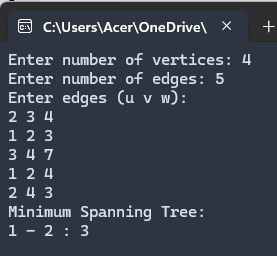 C:\Users\Acer\OneDrive\
Enter number of vertices: 4
Enter number of edges: 5
Enter edges (u v w):
2 3 4
1 2 3
3 4 7
1 2 4
2 4 3
Minimum Spanning Tree:
1 - 2 : 3